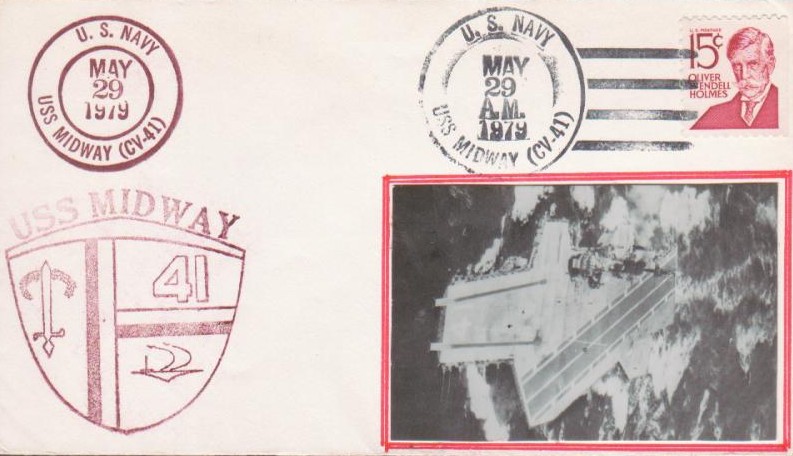 U. S. NAVY
MAY
29
1979
USS MIDWAY (CV-41)
U. S. NAVY
MAY
29
A.M.
1979
USS MIDWAY (CV-41)
U.S. POSTAGE
15¢
OLIVER
WENDELL
HOLMES
USS MIDWAY
41